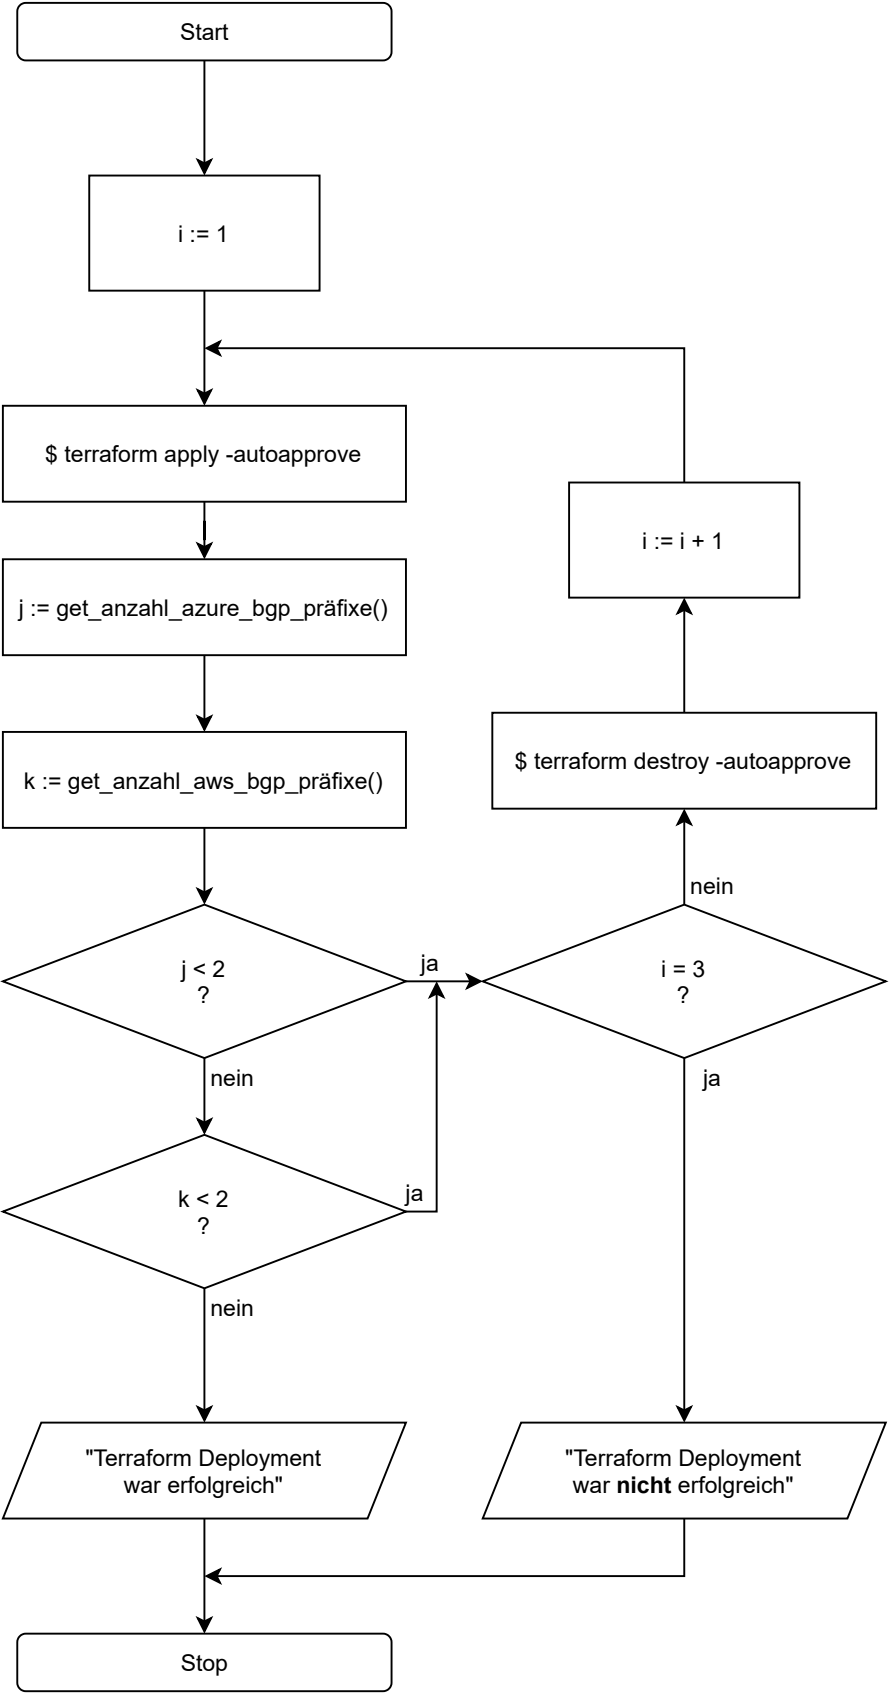 Start
i := 1
$ terraform apply -autoapprove
j := get_anzahl_azure_bgp_präfixe()
k := get_anzahl_aws_bgp_präfixe()
j < 2
?
ja
nein
k < 2
?
ja
nein
"Terraform Deployment
war erfolgreich"
i := i + 1
$ terraform destroy -autoapprove
nein
i = 3
?
ja
"Terraform Deployment
war nicht erfolgreich"
Stop